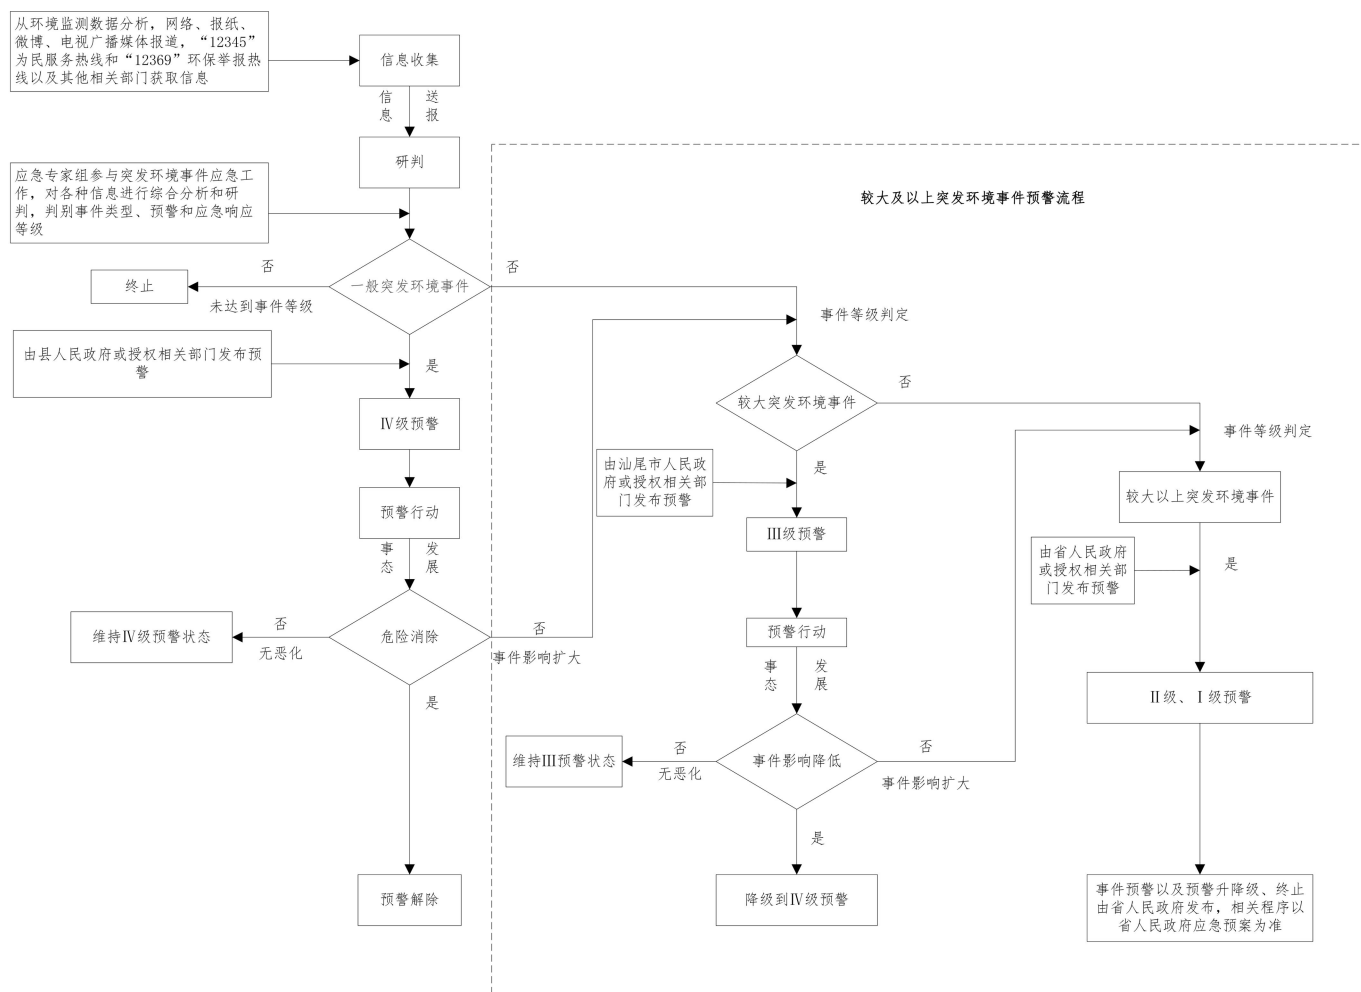 从环境监测数据分析，网络、报纸、
微博、电视广播媒体报道，“12345”
为民服务热线和“12369”环保举报热
线以及其他相关部门获取信息
信息收集
信息
送报
研判
应急专家组参与突发环境事件应急工
作，对各种信息进行综合分析和研
判，判别事件类型、预警和应急响应
等级
较大及以上突发环境事件预警流程
否
终止
未达到事件等级
一般突发环境事件
否
事件等级判定
由县人民政府或授权相关部门发布预
警
是
Ⅳ级预警
预警行动
事态
发展
维持Ⅳ级预警状态
否
无恶化
危险消除
否
事件影响扩大
是
预警解除
较大突发环境事件
否
事件等级判定
由汕尾市人民政
府或授权相关部
门发布预警
是
Ⅲ级预警
预警行动
事态
发展
维持Ⅲ预警状态
否
无恶化
事件影响降低
否
事件影响扩大
是
降级到Ⅳ级预警
较大以上突发环境事件
由省人民政府
或授权相关部
门发布预警
是
Ⅱ级、Ⅰ级预警
事件预警以及预警升降级、终止
由省人民政府发布，相关程序以
省人民政府应急预案为准